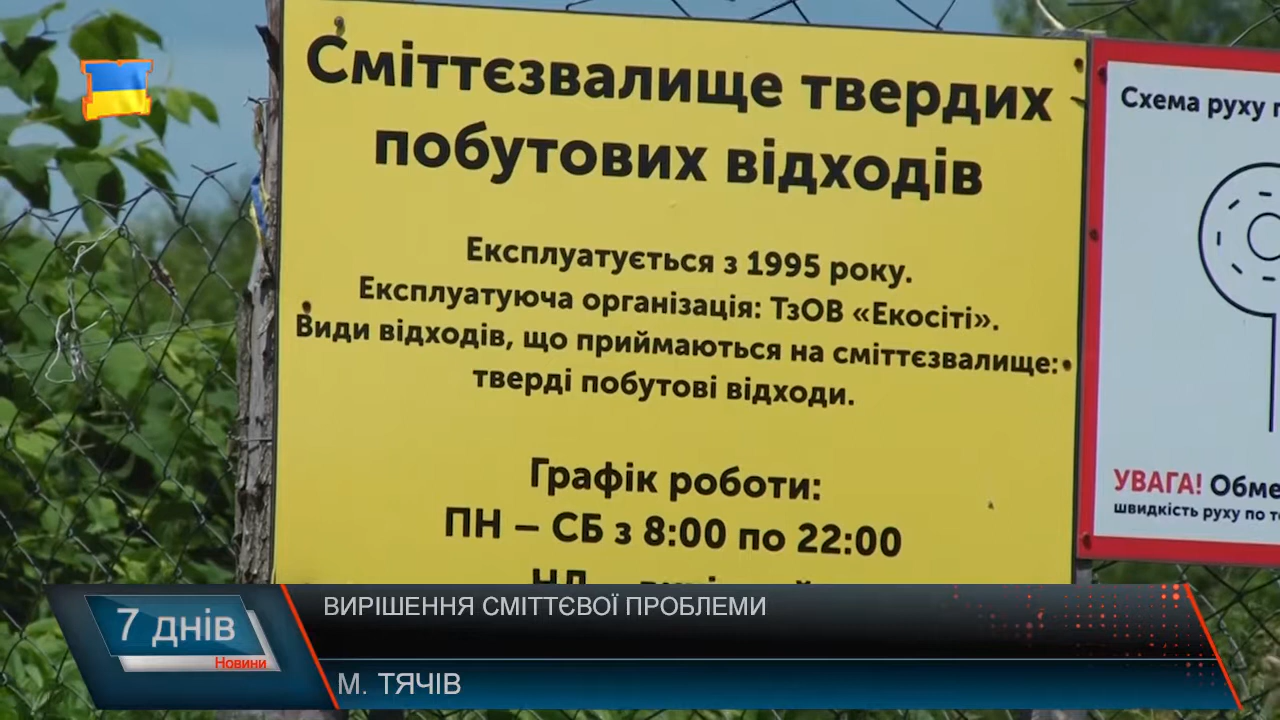 Сміттєзвалище твердих
побутових відходів
Експлуатується з 1995 року.
Експлуатуюча організація: ТзОВ «Екосіті».
Види відходів, що приймаються на сміттєзвалище:
тверді побутові відходи.
Графік роботи:
ПН – СБ з 8:00 по 22:00
Схема руху
УВАГА!
швидкість руху по
7 днів
Новини
ВИРІШЕННЯ СМІТТЄВОЇ ПРОБЛЕМИ
М. ТЯЧІВ